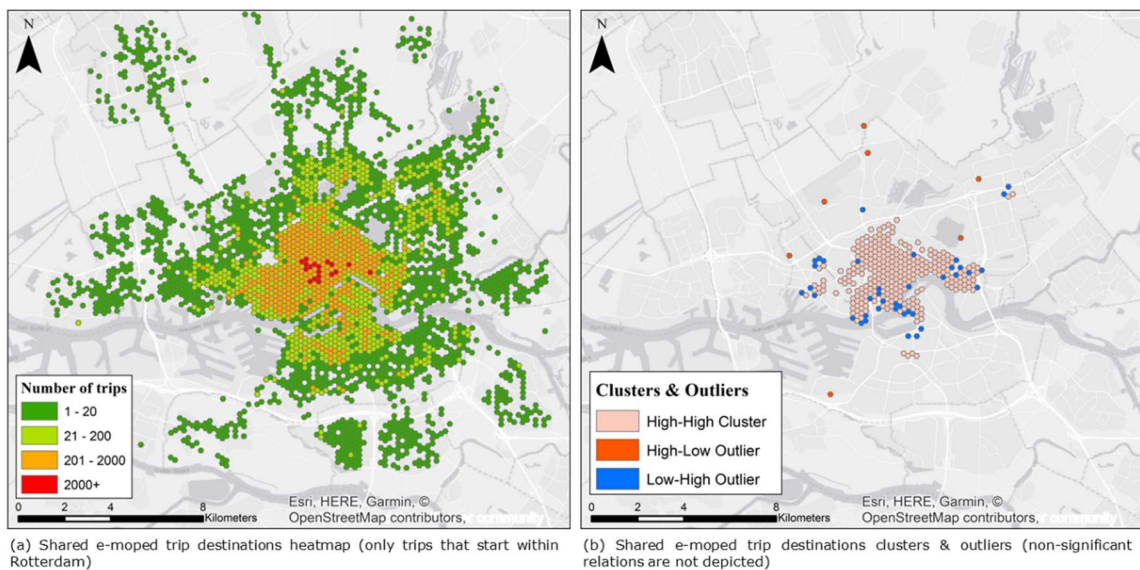 N
Number of trips
1 - 20
21 - 200
201 - 2000
2000+
0 2 4 8
Kilometers
Esri, HERE, Garmin, ©
OpenStreetMap contributors,
(a) Shared e-moped trip destinations heatmap (only trips that start within
Rotterdam)
N
Clusters & Outliers
High-High Cluster
High-Low Outlier
Low-High Outlier
0 2 4 8
Kilometers
Esri, HERE, Garmin, ©
OpenStreetMap contributors, community
(b) Shared e-moped trip destinations clusters & outliers (non-significant
relations are not depicted)